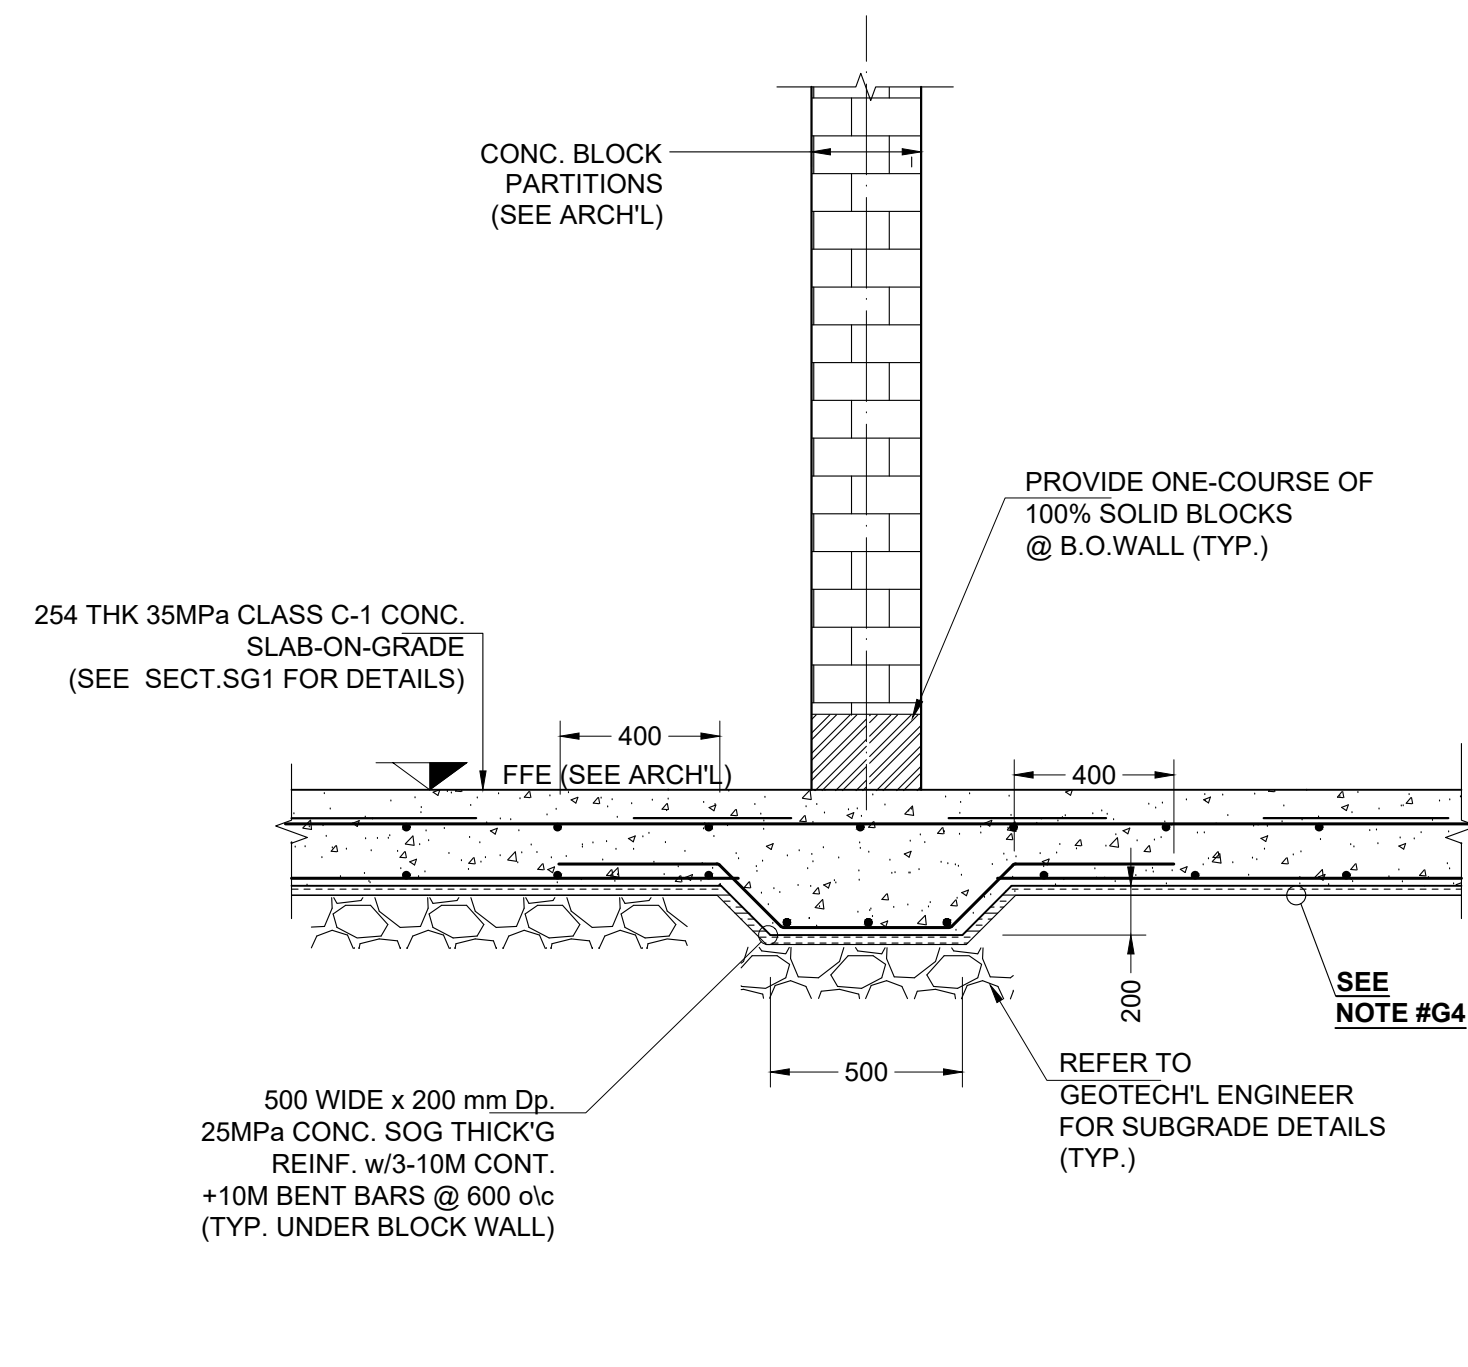 CONC. BLOCK
PARTITIONS
(SEE ARCH'L)
PROVIDE ONE-COURSE OF
100% SOLID BLOCKS
@ B.O.WALL (TYP.)
254 THK 35MPa CLASS C-1 CONC.
SLAB-ON-GRADE
(SEE  SECT.SG1 FOR DETAILS)
400
FFE (SEE ARCH'L)
400
SEE
NOTE #G4
200
500
REFER TO
GEOTECH'L ENGINEER
FOR SUBGRADE DETAILS
(TYP.)
500 WIDE x 200 mm Dp.
25MPa CONC. SOG THICK'G
REINF. w/3-10M CONT.
+10M BENT BARS @ 600 o\c
(TYP. UNDER BLOCK WALL)